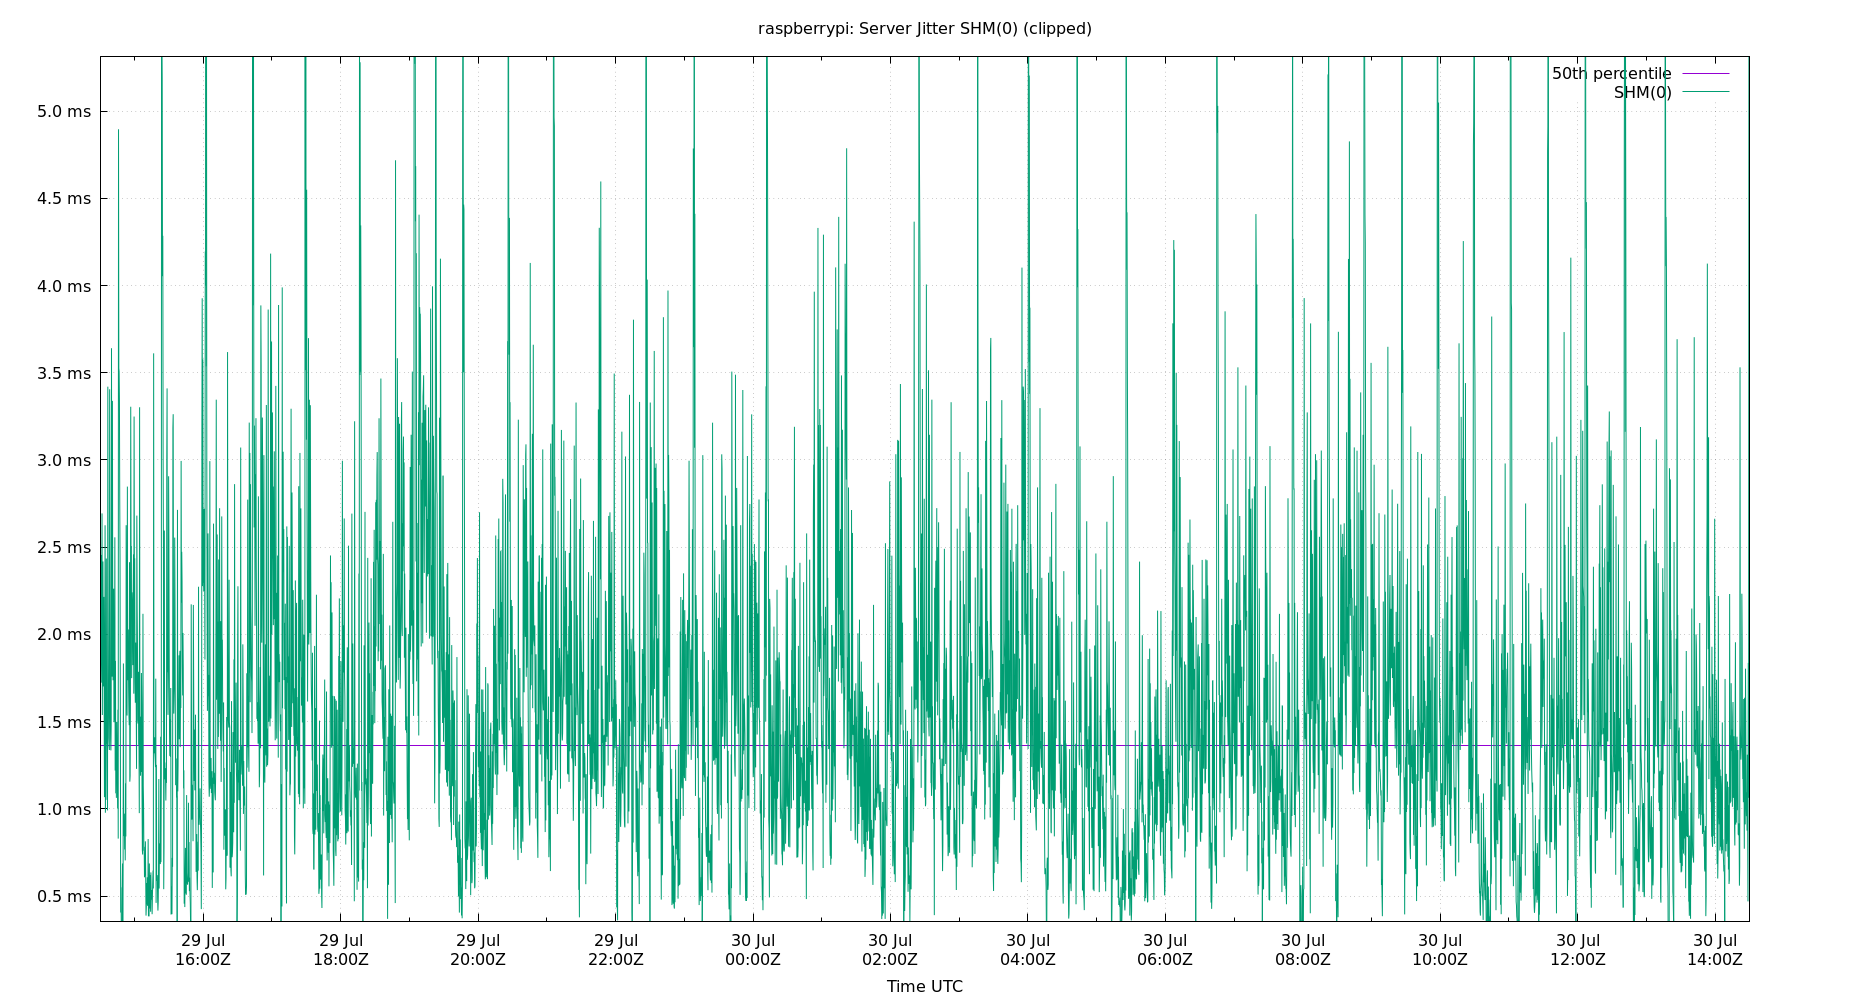 raspberrypi: Server Jitter SHM(0) (clipped)
50th percentile
SHM(0)
5.0 ms
4.5 ms
4.0 ms
3.5 ms
3.0 ms
2.5 ms
2.0 ms
1.5 ms
1.0 ms
0.5 ms
29 Jul 29 Jul 29 Jul 29 Jul 30 Jul 30 Jul 30 Jul 30 Jul 30 Jul 30 Jul 30 Jul 30 Jul
16:00Z 18:00Z 20:00Z 22:00Z 00:00Z 02:00Z 04:00Z 06:00Z 08:00Z 10:00Z 12:00Z 14:00Z
Time UTC